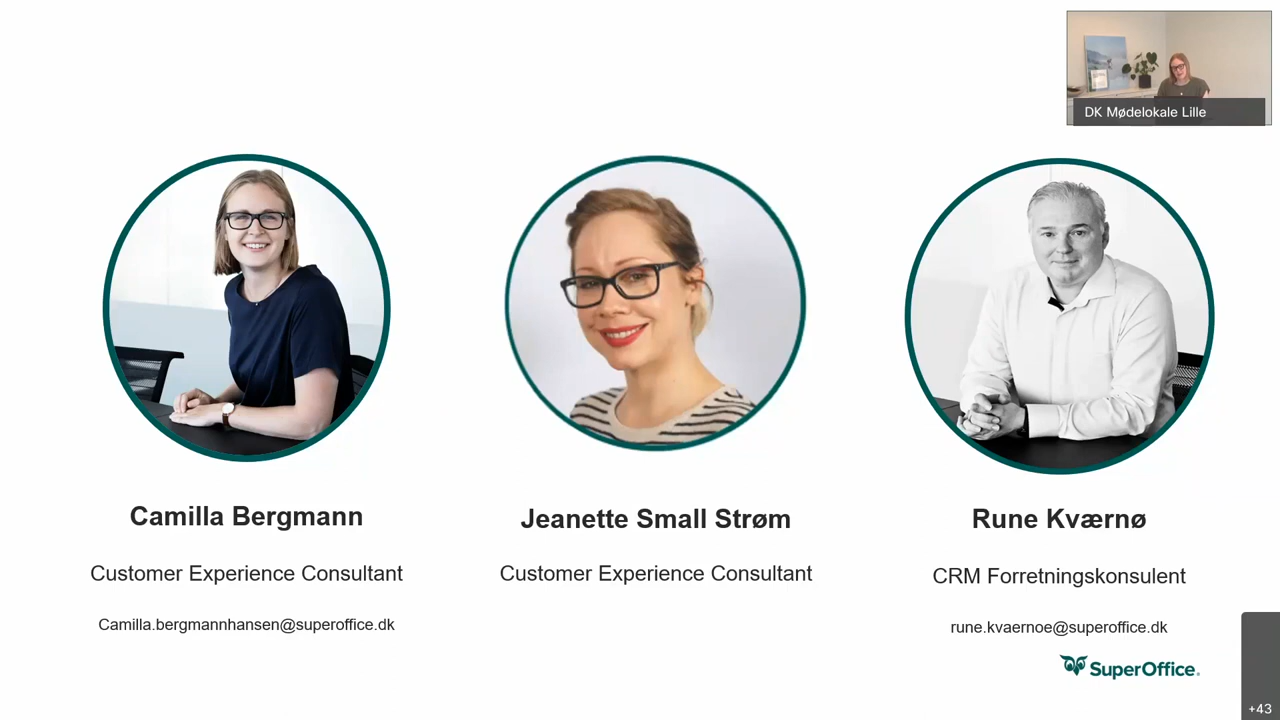 DK Mødelokale Lille
Camilla Bergmann
Customer Experience Consultant
Camilla.bergmannhansen@superoffice.dk
Jeanette Small Strøm
Customer Experience Consultant
Rune Kværnø
CRM Forretningskonsulent
rune.kvaernoe@superoffice.dk
SuperOffice.
+43